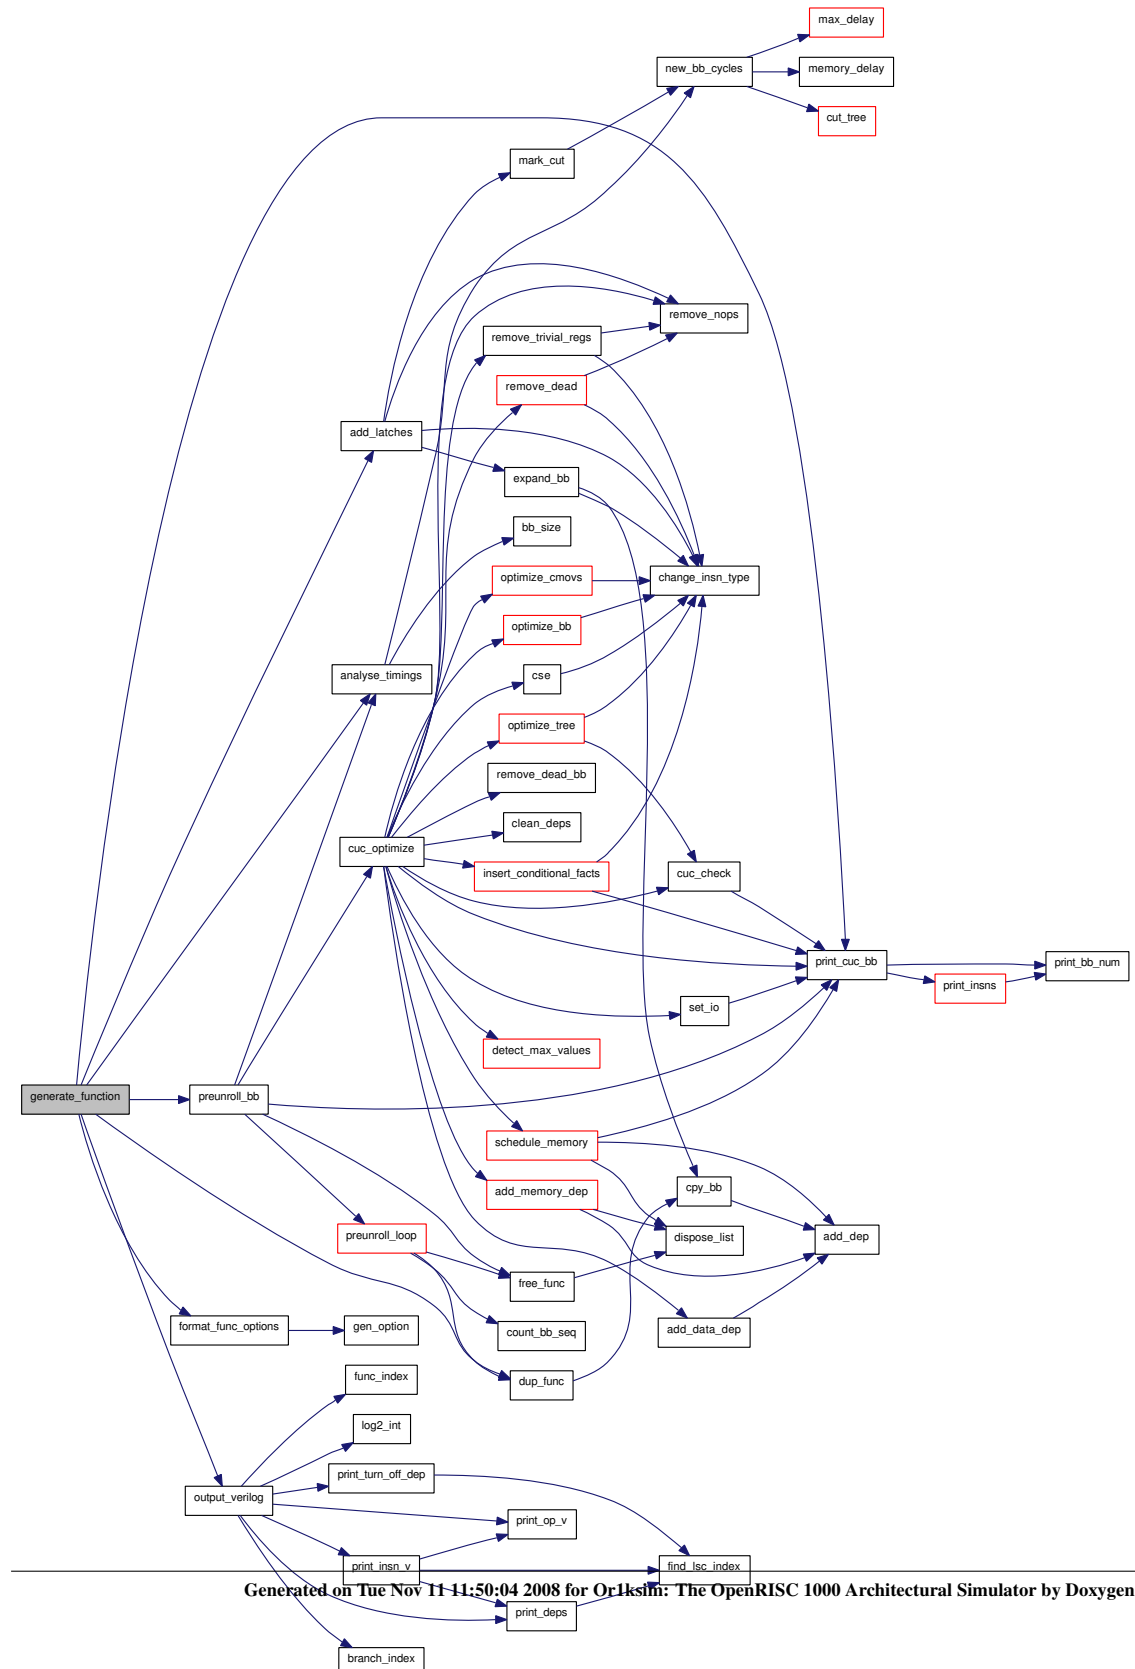 max_delay
new_bb_cycles
memory_delay
cut_tree
mark_cut
remove_nops
remove_trivial_regs
remove_dead
add_latches
expand_bb
bb_size
optimize_cmovs
change_insn_type
optimize_bb
analyse_timings
cse
optimize_tree
remove_dead_bb
clean_deps
cuc_optimize
insert_conditional_facts
cuc_check
print_cuc_bb
print_bb_num
print_insns
set_io
detect_max_values
generate_function
preunroll_bb
schedule_memory
add_memory_dep
cpy_bb
preunroll_loop
dispose_list
add_dep
free_func
format_func_options
gen_option
count_bb_seq
add_data_dep
func_index
dup_func
log2_int
print_turn_off_dep
output_verilog
print_op_v
print_insn_v
find_lsc_index
Generated on Tue Nov 11 11:50:04 2008 for Or1ksim: The OpenRISC 1000 Architectural Simulator by Doxygen
print_deps
branch_index